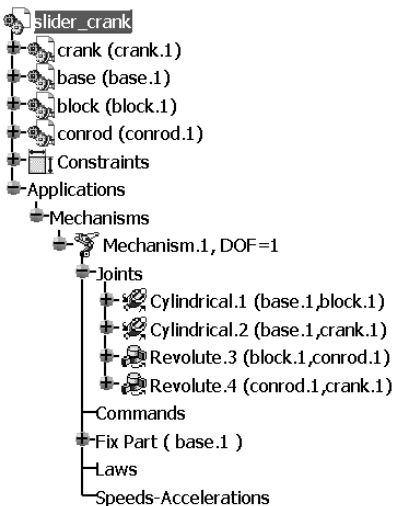 slider_crank
crank (crank.1)
base (base.1)
block (block.1)
conrod (conrod.1)
Constraints
Applications
Mechanisms
Mechanism.1, DOF=1
Joints
Cylindrical.1 (base.1,block.1)
Cylindrical.2 (base.1,crank.1)
Revolute.3 (block.1,conrod.1)
Revolute.4 (conrod.1,crank.1)
Commands
Fix Part ( base.1 )
Laws
Speeds-Accelerations